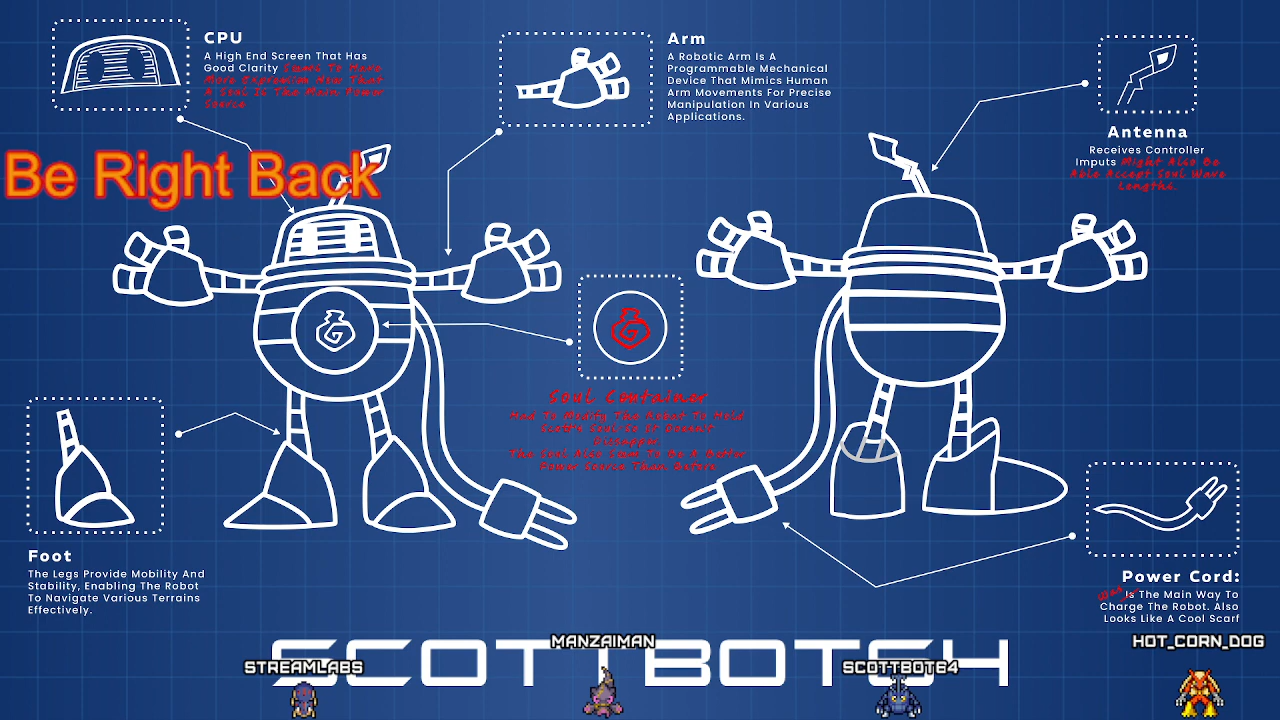 CPU
A High End Screen That Has
Good Clarity Seems To Have
More Expression Now That
A Soul Is The Main Power
Source
Be Right Back
Arm
A Robotic Arm Is A
Programmable Mechanical
Device That Mimics Human
Arm Movements For Precise
Manipulation In Various
Applications.
Antenna
Receives Controller
Imputs Might Also Be
Able Accept Soul Wave
Lengths.
G
G
Soul Container
Had To Modify The Robot To Hold
Soul So It Doesn't
Disappear
The Soul Also Seem To Be A Better
Power Source Than Before
Foot
The Legs Provide Mobility And
Stability, Enabling The Robot
To Navigate Various Terrains
Effectively.
Power Cord:
Was Is The Main Way To
Charge The Robot. Also
Looks Like A Cool Scarf
SCOTTBOT64
STREAMLABS
MANZAIMAN
SCOTTBOT64
HOT_CORN_DOG